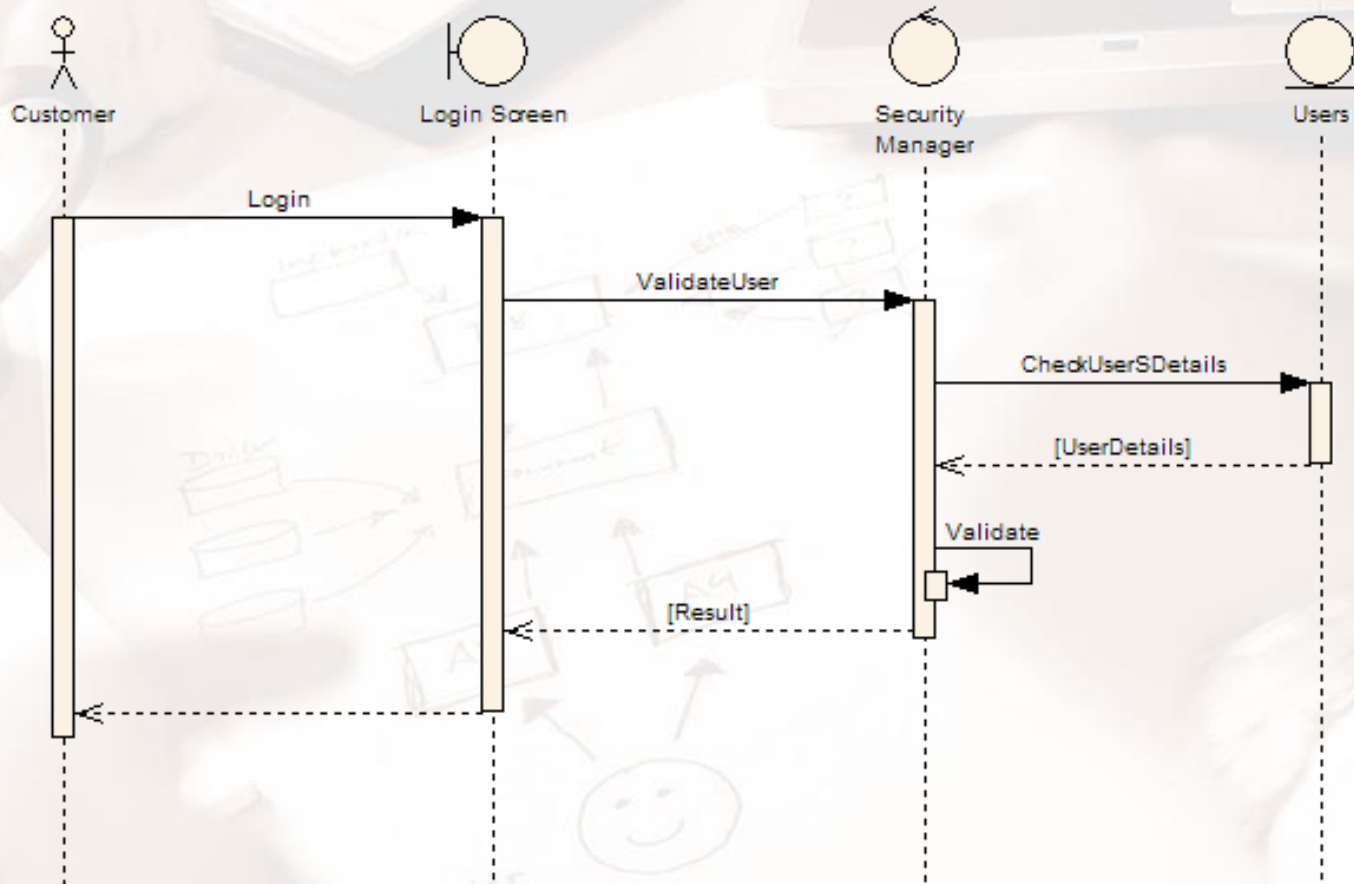 Customer
Login Screen
Security
Manager
Users
Login
ValidateUser
CheckUserSDetails
[UserDetails]
Validate
[Result]